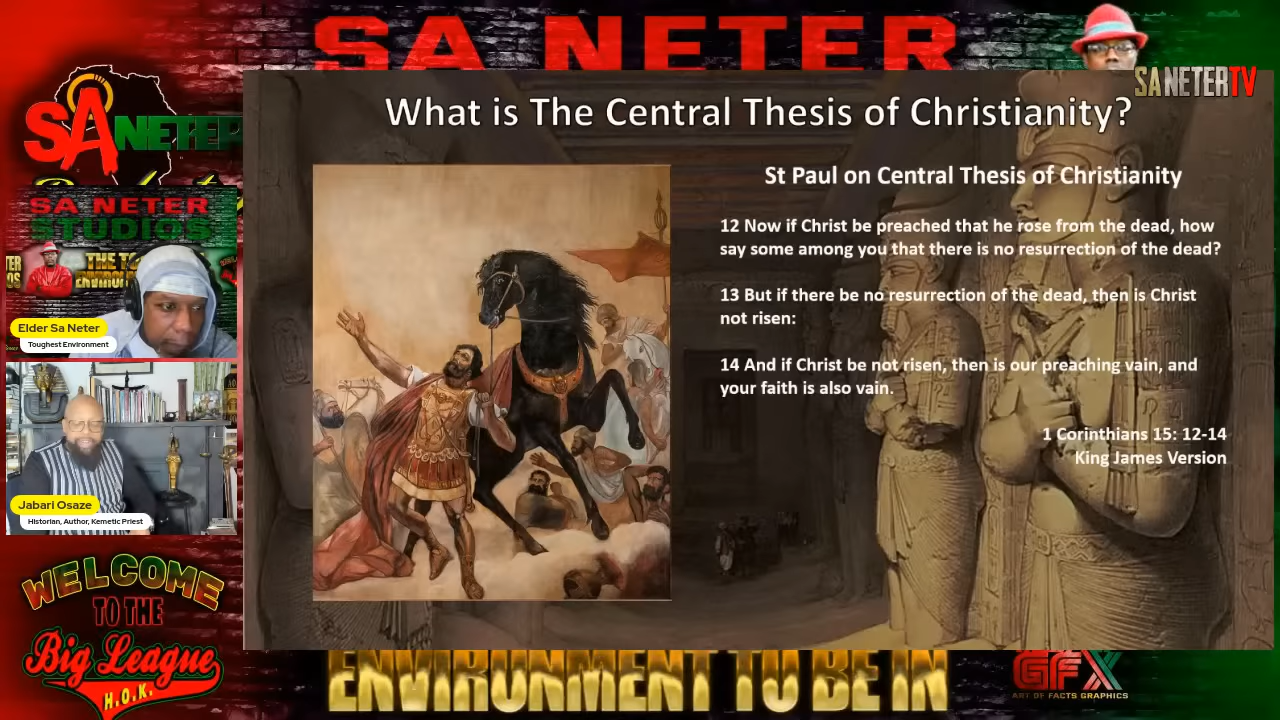 SA NETER
SANETERTV
SANETER
What is The Central Thesis of Christianity?
St Paul on Central Thesis of Christianity
12 Now if Christ be preached that he rose from the dead, how
say some among you that there is no resurrection of the dead?
13 But if there be no resurrection of the dead, then is Christ
not risen:
14 And if Christ be not risen, then is our preaching vain, and
your faith is also vain.
1 Corinthians 15: 12-14
King James Version
SA NETER
STUDIOS
Elder Sa Neter
Toughest Environment
Jabari Osaze
Historian, Author, Kemetic Priest
WELCOME
TO THE
Big League
H.O.K.
ENVIRONMENT TO BE IN
GFX
ART OF FACTS GRAPHICS